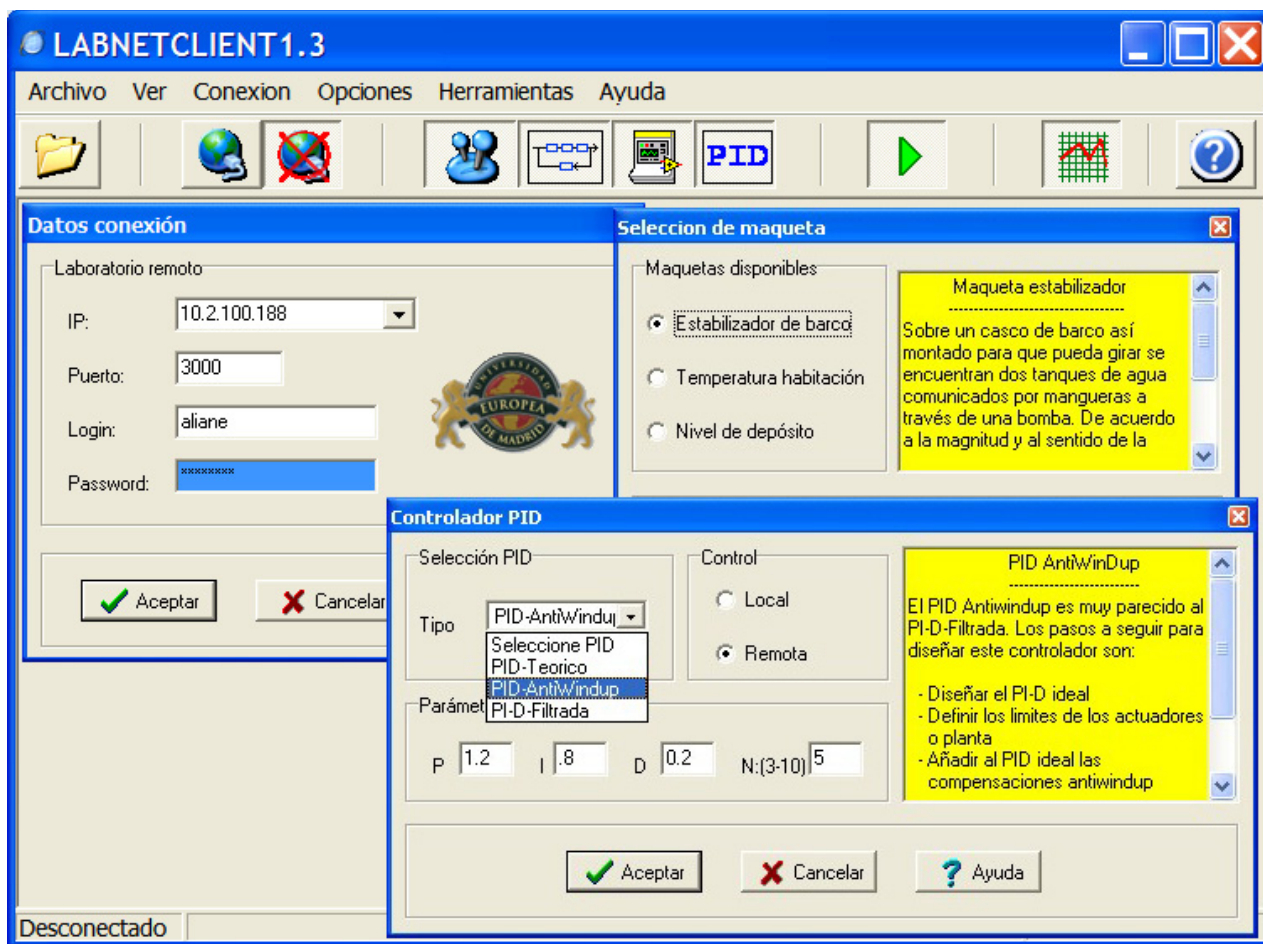 LABNETCLIENT1.3
Archivo Ver Conexion Opciones Herramientas Ayuda
PID
Datos conexión
Laboratorio remoto
IP: 10.2.100.188
Puerto: 3000
Login: aliane
Password: ********
UNIVERSIDAD
EUROPEA
DE MADRID
Aceptar Cancelar
Seleccion de maqueta
Maquetas disponibles
Estabilizador de barco
Temperatura habitación
Nivel de depósito
Maqueta estabilizador
------------------------------------
Sobre un casco de barco así
montado para que pueda girar se
encuentran dos tanques de agua
comunicados por mangueras a
través de una bomba. De acuerdo
a la magnitud y al sentido de la
Controlador PID
Selección PID
Tipo PID-AntiWindu
Seleccione PID
PID-Teorico
PID-AntiWindup
PI-D-Filtrada
Control
Local
Remota
Parámet
P 1.2 I .8 D 0.2 N:(3-10) 5
PID AntiWinDup
--------------------------
El PID Antiwindup es muy parecido al
PI-D-Filtrada. Los pasos a seguir para
diseñar este controlador son:
- Diseñar el PI-D ideal
- Definir los limites de los actuadores
o planta
- Añadir al PID ideal las
compensaciones antiwindup
Aceptar Cancelar Ayuda
Desconectado